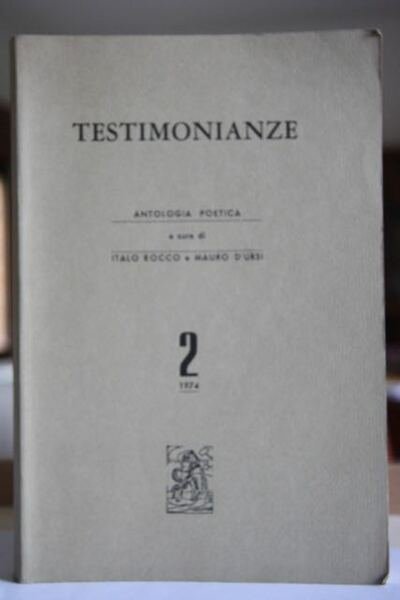 TESTIMONIANZE
ANTOLOGIA POETICA
a cura di
ITALO ROCCO e MAURO D'URSI
2
1974